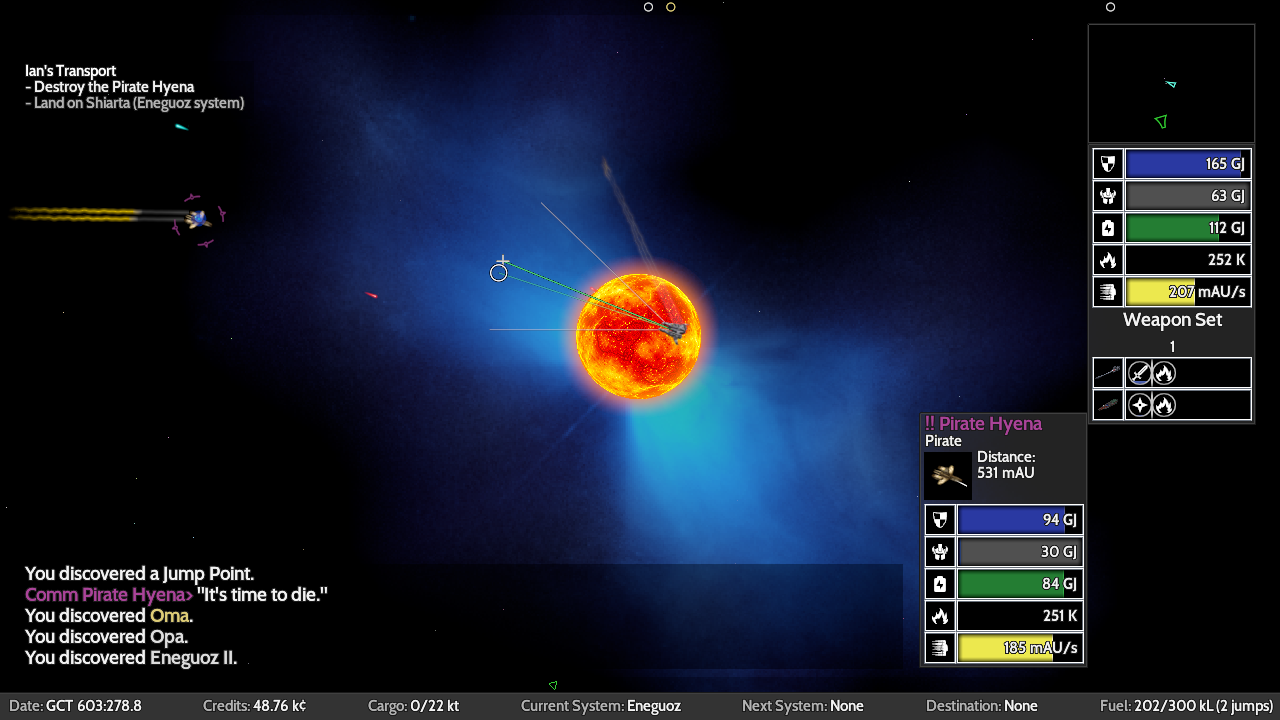 Ian's Transport
- Destroy the Pirate Hyena
- Land on Shiarta (Eneguoz system)
165 GJ
63 GJ
112 GJ
252 K
207 mAU/s
Weapon Set
1
!! Pirate Hyena
Pirate
Distance:
531 mAU
94 GJ
30 GJ
84 GJ
251 K
185 mAU/s
You discovered a Jump Point.
Comm Pirate Hyena> "It's time to die."
You discovered Oma.
You discovered Opa.
You discovered Eneguoz II.
Date: GCT 603:278.8 Credits: 48.76 k¢ Cargo: 0/22 kt Current System: Eneguoz Next System: None Destination: None Fuel: 202/300 kL (2 jumps)